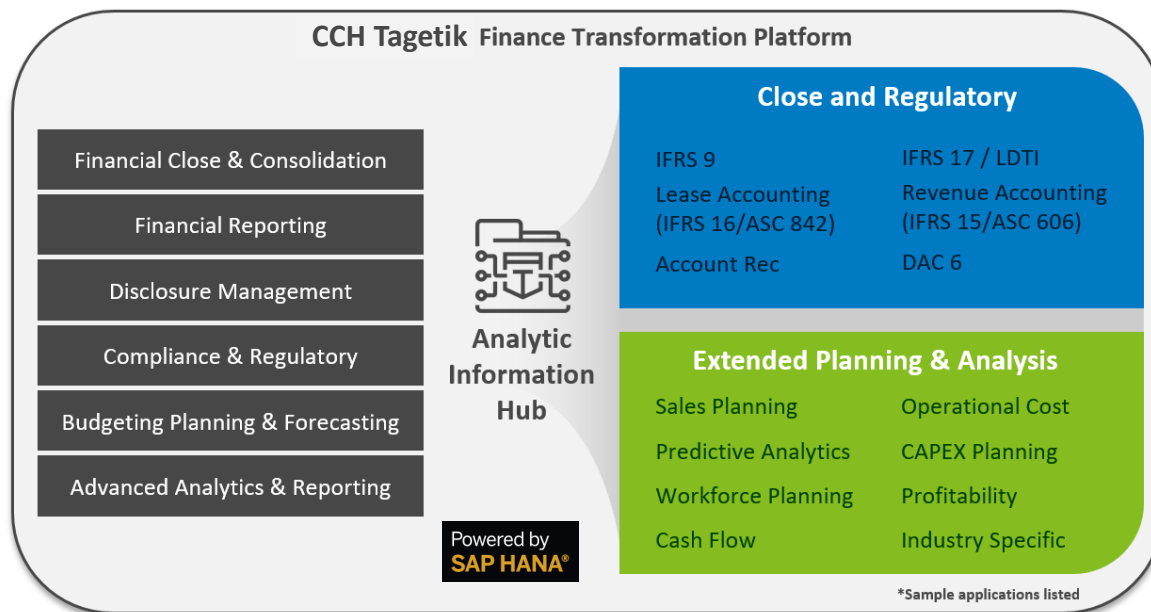 CCH Tagetik Finance Transformation Platform
Financial Close & Consolidation
Financial Reporting
Disclosure Management
Compliance & Regulatory
Budgeting Planning & Forecasting
Advanced Analytics & Reporting
Analytic
Information
Hub
Powered by
SAP HANA®
Close and Regulatory
IFRS 9
IFRS 17 / LDTI
Lease Accounting
(IFRS 16/ASC 842)
Revenue Accounting
(IFRS 15/ASC 606)
Account Rec
DAC 6
Extended Planning & Analysis
Sales Planning
Operational Cost
Predictive Analytics
CAPEX Planning
Workforce Planning
Profitability
Cash Flow
Industry Specific
*Sample applications listed